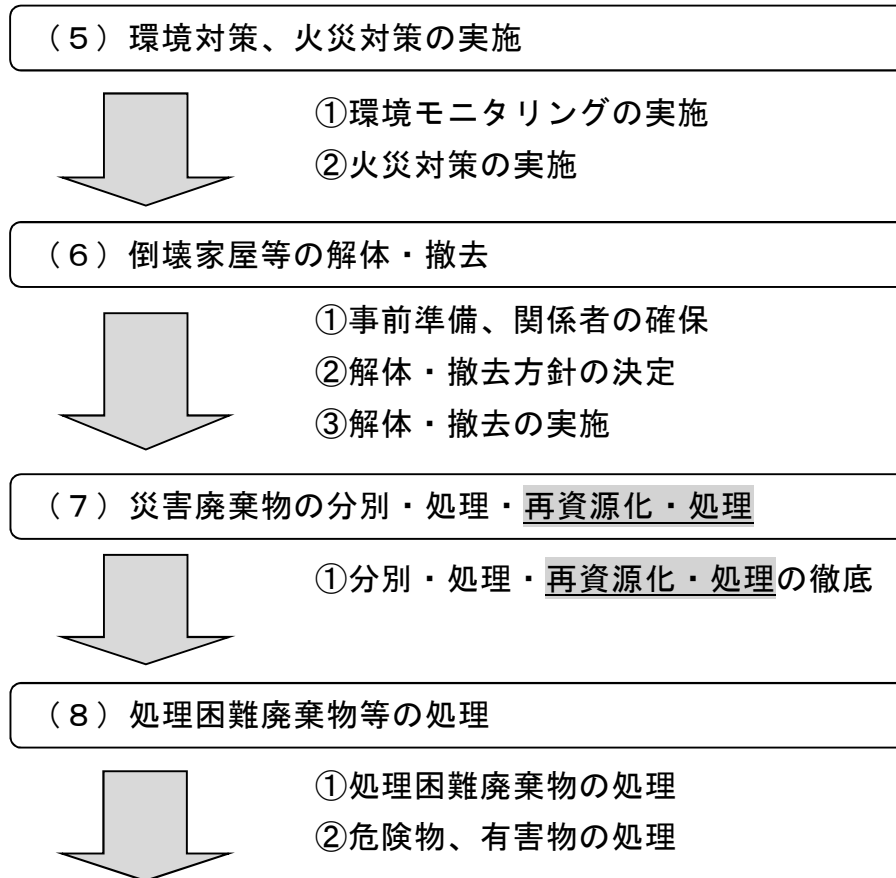 （５）環境対策、火災対策の実施
①環境モニタリングの実施
②火災対策の実施
（６）倒壊家屋等の解体・撤去
①事前準備、関係者の確保
②解体・撤去方針の決定
③解体・撤去の実施
（７）災害廃棄物の分別・処理・再資源化・処理
①分別・処理・再資源化・処理の徹底
（８）処理困難廃棄物等の処理
①処理困難廃棄物の処理
②危険物、有害物の処理